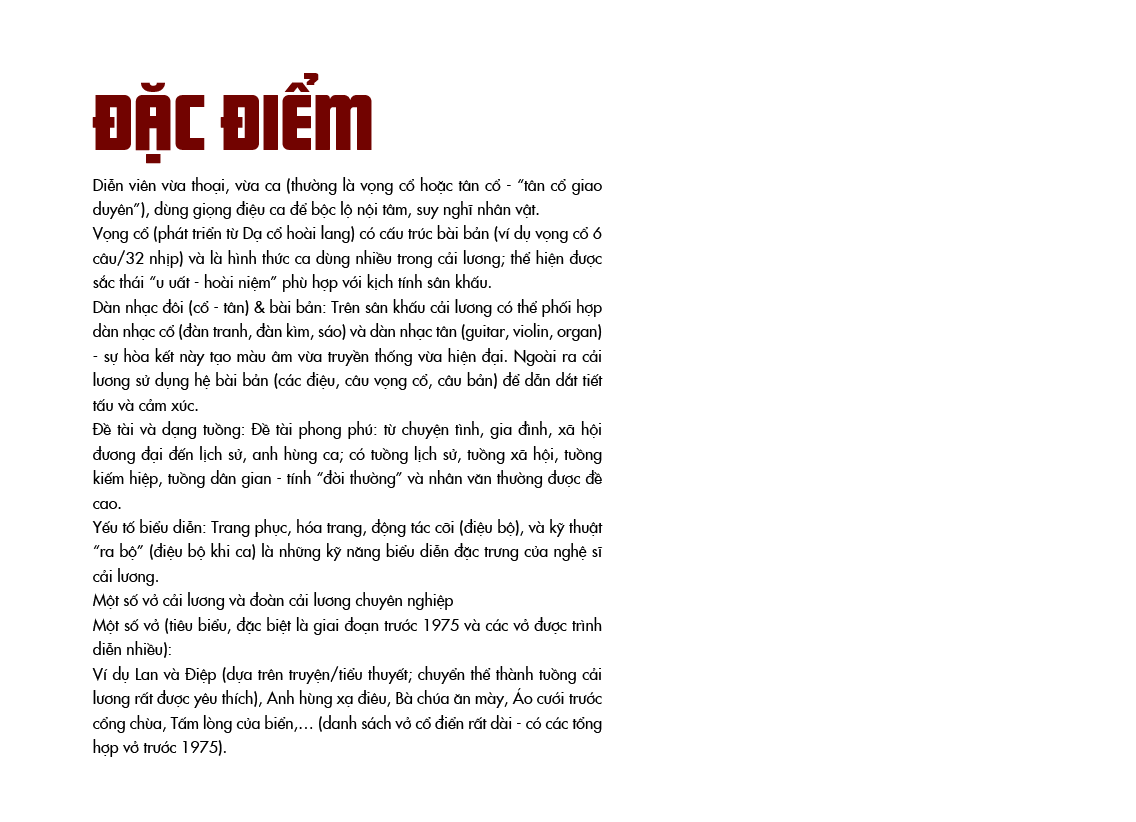 ĐẶC ĐIỂM
Diễn viên vừa thoại, vừa ca (thường là vọng cổ hoặc tân cổ - “tân cổ giao
duyên”), dùng giọng điệu ca để bộc lộ nội tâm, suy nghĩ nhân vật.
Vọng cổ (phát triển từ Dạ cổ hoài lang) có cấu trúc bài bản (ví dụ vọng cổ 6
câu/32 nhịp) và là hình thức ca dùng nhiều trong cải lương; thể hiện được
sắc thái “u uất - hoài niệm” phù hợp với kịch tính sân khấu.
Dàn nhạc đôi (cổ - tân) & bài bản: Trên sân khấu cải lương có thể phối hợp
dàn nhạc cổ (đàn tranh, đàn kìm, sáo) và dàn nhạc tân (guitar, violin, organ)
- sự hòa kết này tạo màu âm vừa truyền thống vừa hiện đại. Ngoài ra cải
lương sử dụng hệ bài bản (các điệu, câu vọng cổ, câu bản) để dẫn dắt tiết
tấu và cảm xúc.
Đề tài và dạng tuồng: Đề tài phong phú: từ chuyện tình, gia đình, xã hội
đương đại đến lịch sử, anh hùng ca; có tuồng lịch sử, tuồng xã hội, tuồng
kiếm hiệp, tuồng dân gian - tính “đời thường” và nhân văn thường được đề
cao.
Yếu tố biểu diễn: Trang phục, hóa trang, động tác cõi (điệu bộ), và kỹ thuật
“ra bộ” (điệu bộ khi ca) là những kỹ năng biểu diễn đặc trưng của nghệ sĩ
cải lương.
Một số vở cải lương và đoàn cải lương chuyên nghiệp
Một số vở (tiêu biểu, đặc biệt là giai đoạn trước 1975 và các vở được trình
diễn nhiều):
Ví dụ Lan và Điệp (dựa trên truyện/tiểu thuyết; chuyển thể thành tuồng cải
lương rất được yêu thích), Anh hùng xạ điêu, Bà chúa ăn mày, Áo cưới trước
cổng chùa, Tấm lòng của biển,... (danh sách vở cổ điển rất dài - có các tổng
hợp vở trước 1975).